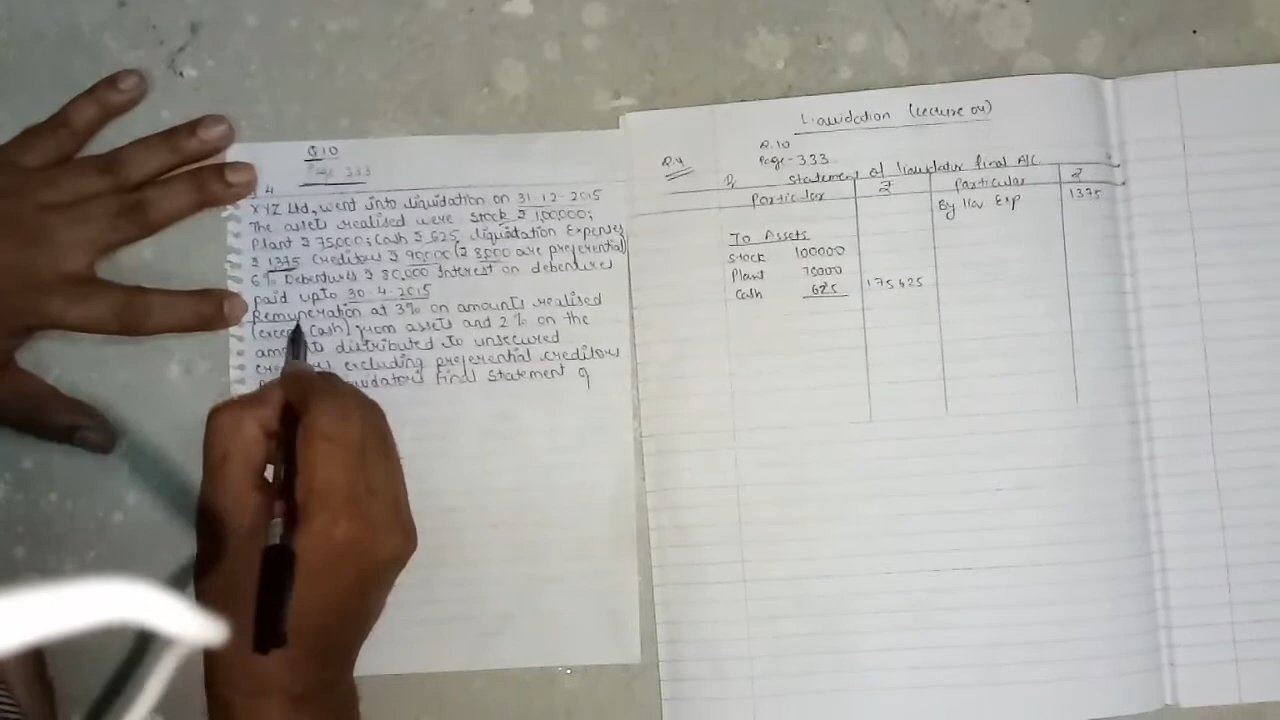 Q10
333
4
XYZ Ltd, went into liquidation on 31-12-2015
The assets realised were Stock ₹ 1,00,000;
Plant ₹ 75,000; Cash ₹ 625, liquidation Expenses
₹ 1375 Creditors ₹ 90,000 (₹ 8,000 are preferential)
6% Debentures ₹ 80,000 Interest on debentures
paid upto 30-4-2015
Remuneration at 3% on amounts realised
Cash) from assets and 2% on the
distributed to unsecured
excluding preferential creditors
final Statement of
Liquidation (Lecture 04)
Q.4
Q.10
Page-333
Dr Statement of liquidator final A/C
Particular ₹ Particular ₹
By liq Exp 1375
To Assets
Stock 100000
Plant 75000
Cash 625 175625